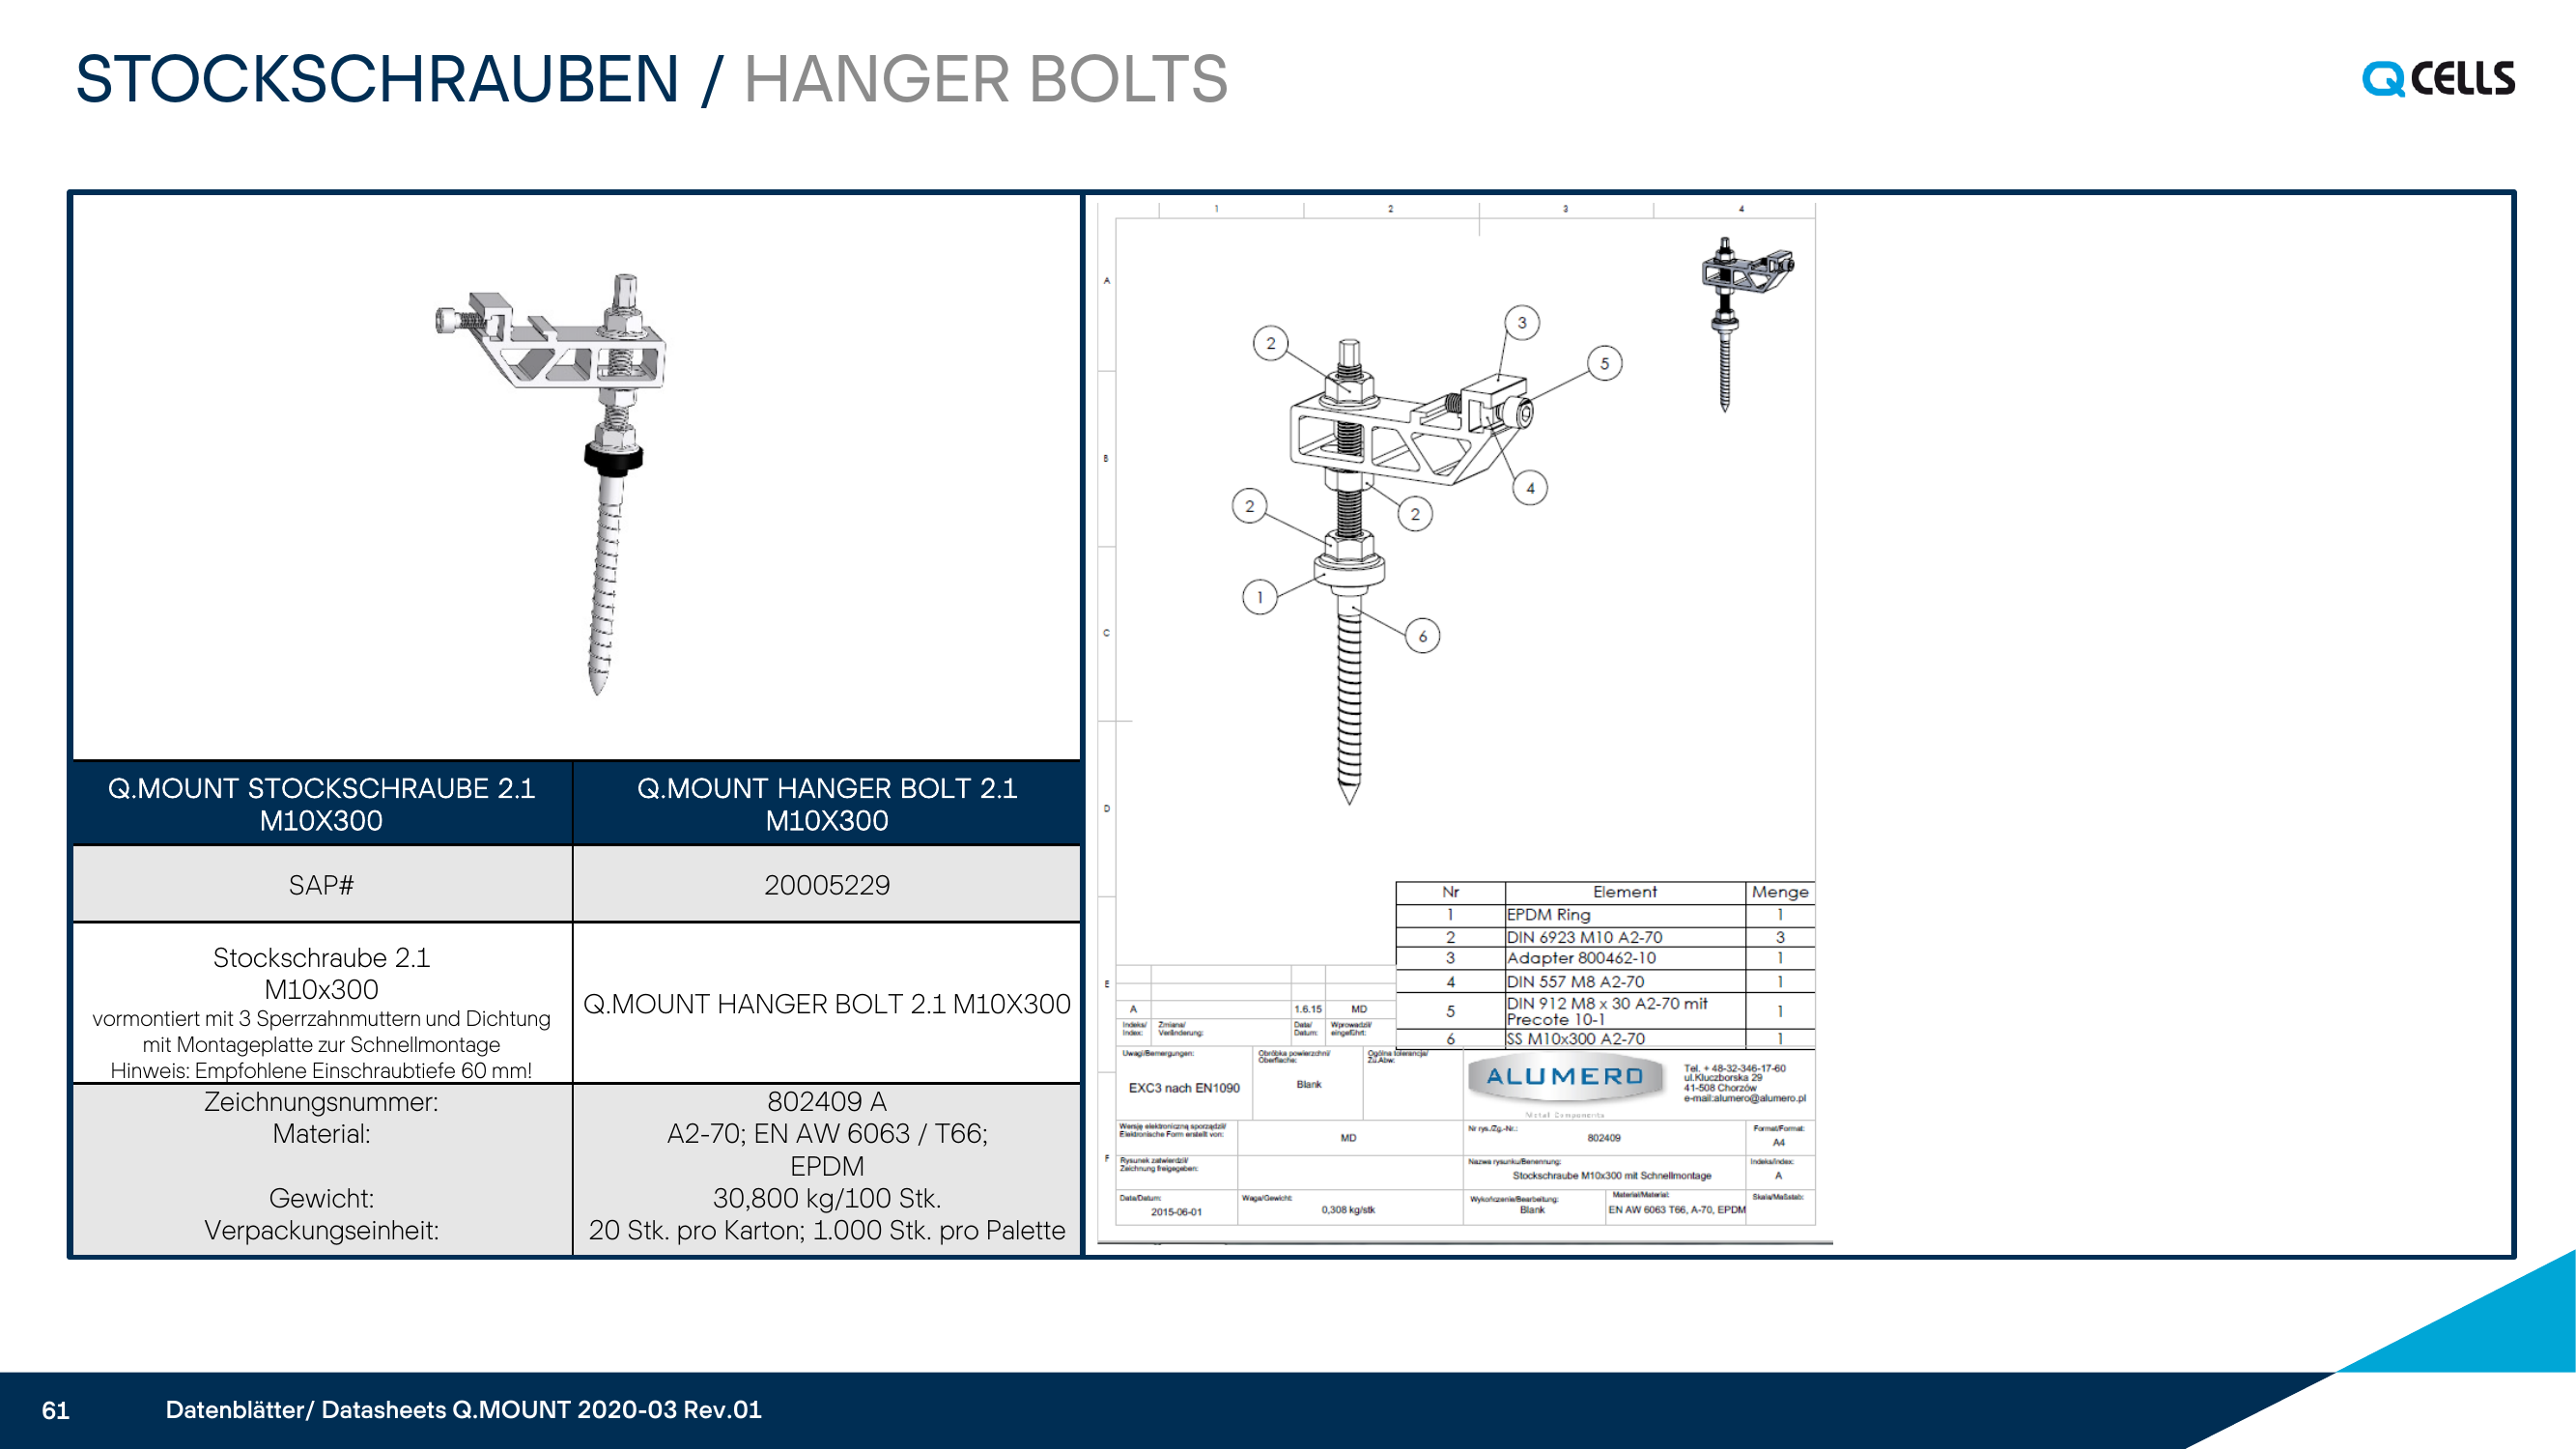 STOCKSCHRAUBEN / HANGER BOLTS
Q CELLS
Q.MOUNT STOCKSCHRAUBE 2.1
M10X300
Q.MOUNT HANGER BOLT 2.1
M10X300
SAP#
20005229
Stockschraube 2.1
M10x300
vormontiert mit 3 Sperrzahnmuttern und Dichtung
mit Montageplatte zur Schnellmontage
Hinweis: Empfohlene Einschraubtiefe 60 mm!
Q.MOUNT HANGER BOLT 2.1 M10X300
Zeichnungsnummer:
802409 A
Material:
A2-70; EN AW 6063 / T66;
EPDM
Gewicht:
30,800 kg/100 Stk.
Verpackungseinheit:
20 Stk. pro Karton; 1.000 Stk. pro Palette
1 2 3 4
A
B
C
D
E
F
2
3
5
2
2
4
1
6
Nr Element Menge
1 EPDM Ring 1
2 DIN 6923 M10 A2-70 3
3 Adapter 800462-10 1
4 DIN 557 M8 A2-70 1
5 DIN 912 M8 x 30 A2-70 mit
Precote 10-1 1
6 SS M10x300 A2-70 1
A 1.6.15 MD
Indeks/ Zmiana/ Data/ Wprowadził/
Index: Veränderung: Datum: eingeführt:
Uwagi/Bemergungen:
EXC3 nach EN1090
Obróbka powierzchni/
Oberflache:
Blank
Ogólna tolerancja/
Zul.Abw:
ALUMERO
Metal Components
Tel. + 48-32-346-17-60
ul.Kluczborska 29
41-508 Chorzów
e-mail:alumero@alumero.pl
Wersję elektroniczną sporządził/
Elektronische Form erstellt von:
MD
Nr rys./Zg.-Nr.:
802409
Format/Format:
A4
Rysunek zatwierdził/
Zeichnung freigegeben:
Nazwa rysunku/Benennung:
Stockschraube M10x300 mit Schnellmontage
Indeks/Index:
A
Data/Datum:
2015-06-01
Waga/Gewicht:
0,308 kg/stk
Wykończenie/Bearbeitung:
Blank
Material/Material:
EN AW 6063 T66, A-70, EPDM
Skala/Maßstab:
61
Datenblätter/ Datasheets Q.MOUNT 2020-03 Rev.01